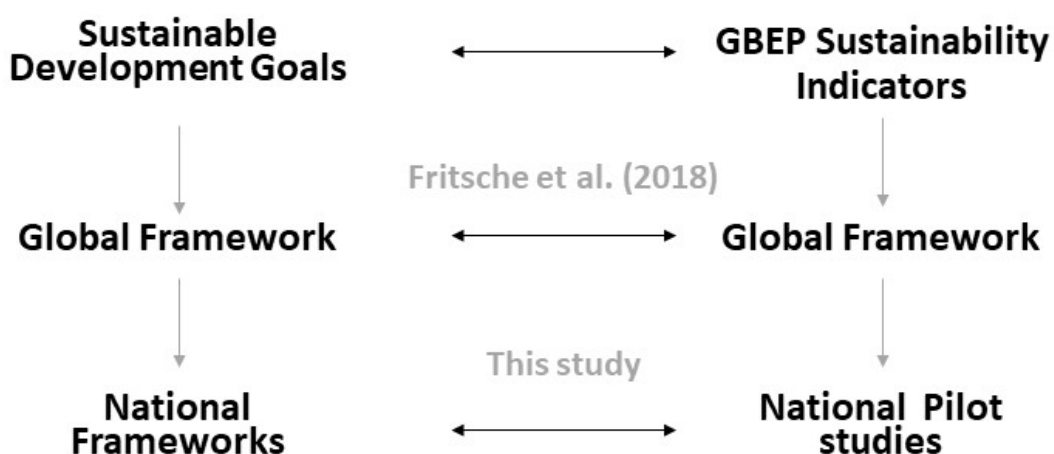 Sustainable
Development Goals
GBEP Sustainability
Indicators
Fritsche et al. (2018)
Global Framework
Global Framework
This study
National
Frameworks
National Pilot
studies